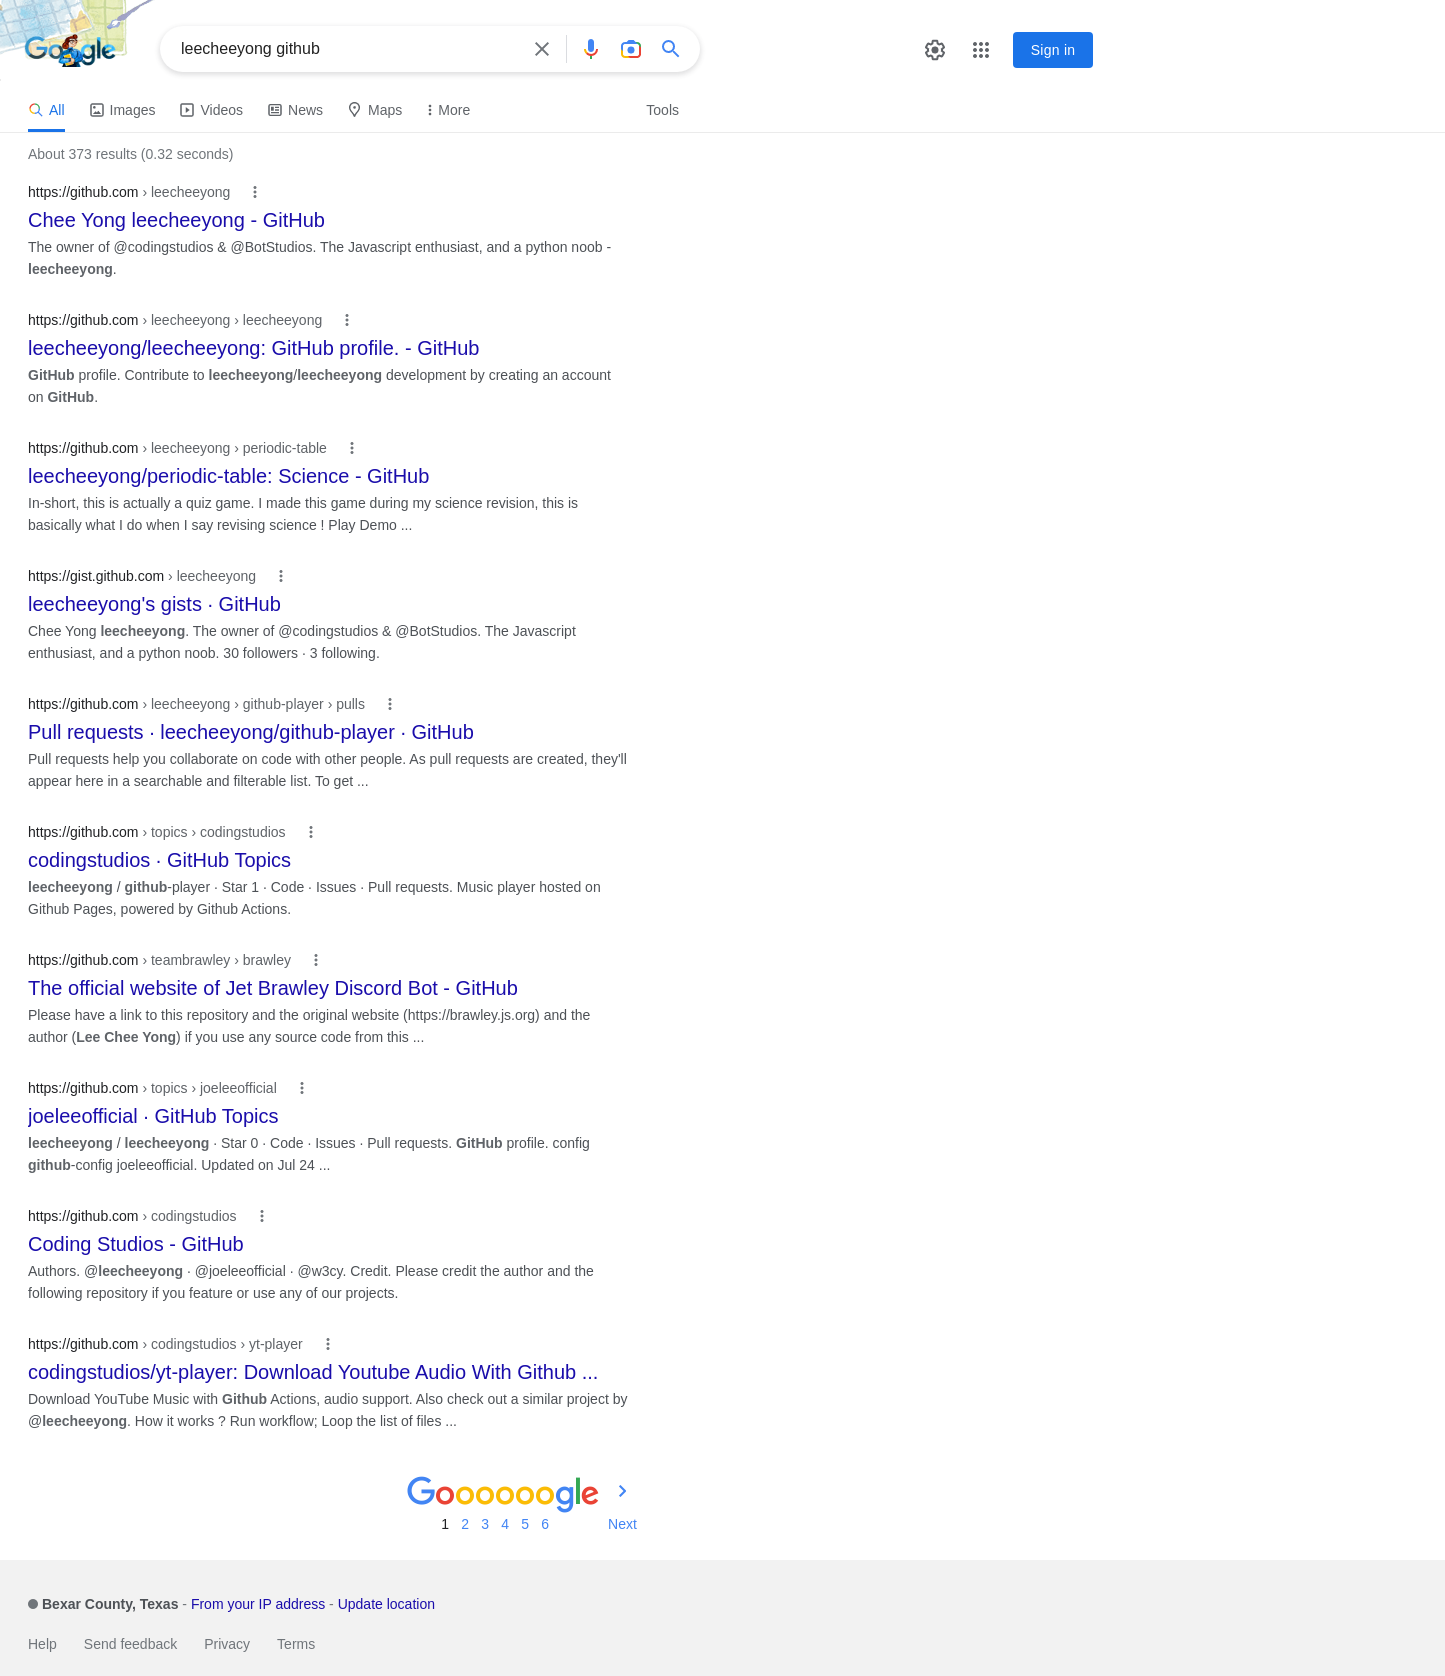 Google
leecheeyong github
Sign in
All
Images
Videos
News
Maps
More
Tools
About 373 results (0.32 seconds)
https://github.com › leecheeyong
Chee Yong leecheeyong - GitHub
The owner of @codingstudios & @BotStudios. The Javascript enthusiast, and a python noob -
leecheeyong.
https://github.com › leecheeyong › leecheeyong
leecheeyong/leecheeyong: GitHub profile. - GitHub
GitHub profile. Contribute to leecheeyong/leecheeyong development by creating an account
on GitHub.
https://github.com › leecheeyong › periodic-table
leecheeyong/periodic-table: Science - GitHub
In-short, this is actually a quiz game. I made this game during my science revision, this is
basically what I do when I say revising science ! Play Demo ...
https://gist.github.com › leecheeyong
leecheeyong's gists · GitHub
Chee Yong leecheeyong. The owner of @codingstudios & @BotStudios. The Javascript
enthusiast, and a python noob. 30 followers · 3 following.
https://github.com › leecheeyong › github-player › pulls
Pull requests · leecheeyong/github-player · GitHub
Pull requests help you collaborate on code with other people. As pull requests are created, they'll
appear here in a searchable and filterable list. To get ...
https://github.com › topics › codingstudios
codingstudios · GitHub Topics
leecheeyong / github-player · Star 1 · Code · Issues · Pull requests. Music player hosted on
Github Pages, powered by Github Actions.
https://github.com › teambrawley › brawley
The official website of Jet Brawley Discord Bot - GitHub
Please have a link to this repository and the original website (https://brawley.js.org) and the
author (Lee Chee Yong) if you use any source code from this ...
https://github.com › topics › joeleeofficial
joeleeofficial · GitHub Topics
leecheeyong / leecheeyong · Star 0 · Code · Issues · Pull requests. GitHub profile. config
github-config joeleeofficial. Updated on Jul 24 ...
https://github.com › codingstudios
Coding Studios - GitHub
Authors. @leecheeyong · @joeleeofficial · @w3cy. Credit. Please credit the author and the
following repository if you feature or use any of our projects.
https://github.com › codingstudios › yt-player
codingstudios/yt-player: Download Youtube Audio With Github ...
Download YouTube Music with Github Actions, audio support. Also check out a similar project by
@leecheeyong. How it works ? Run workflow; Loop the list of files ...
Goooooogle
1 2 3 4 5 6 Next
Bexar County, Texas - From your IP address - Update location
Help Send feedback Privacy Terms